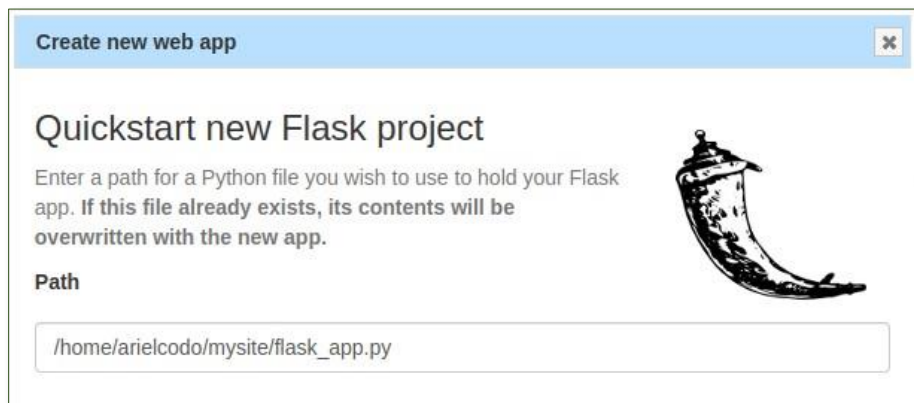 Create new web app
Quickstart new Flask project
Enter a path for a Python file you wish to use to hold your Flask
app. If this file already exists, its contents will be
overwritten with the new app.
Path
/home/arielcodo/mysite/flask_app.py